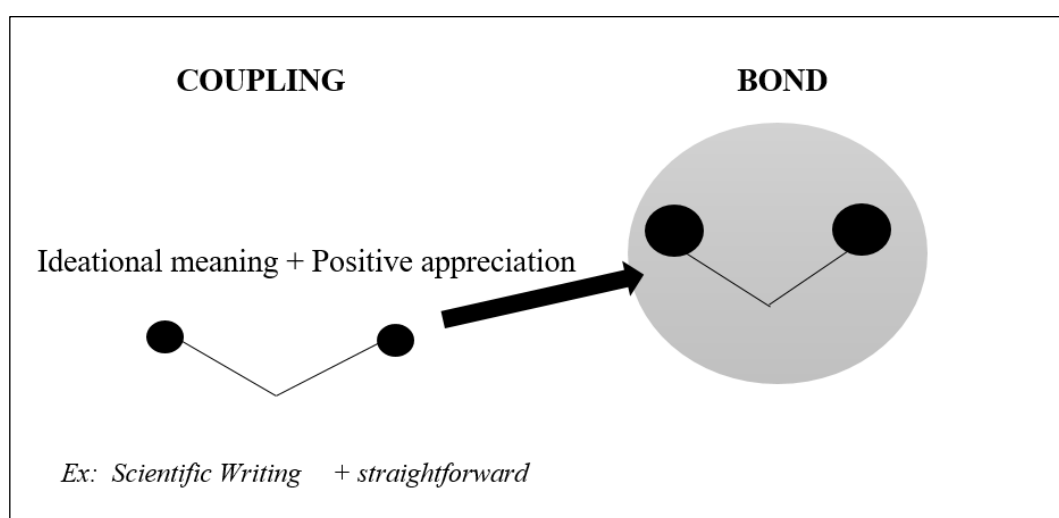 COUPLING
BOND
Ideational meaning + Positive appreciation
Ex: Scientific Writing + straightforward